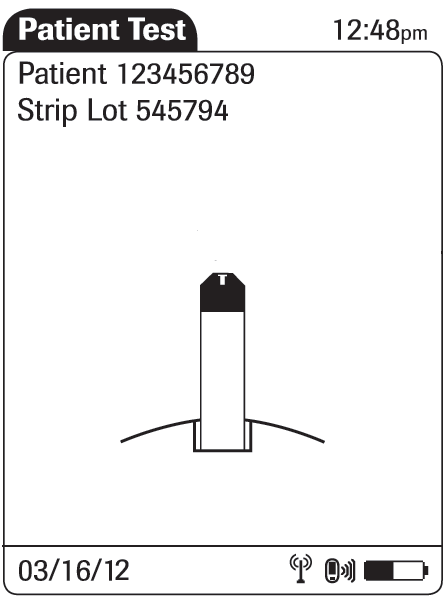 Patient Test
12:48pm
Patient 123456789
Strip Lot 545794
03/16/12